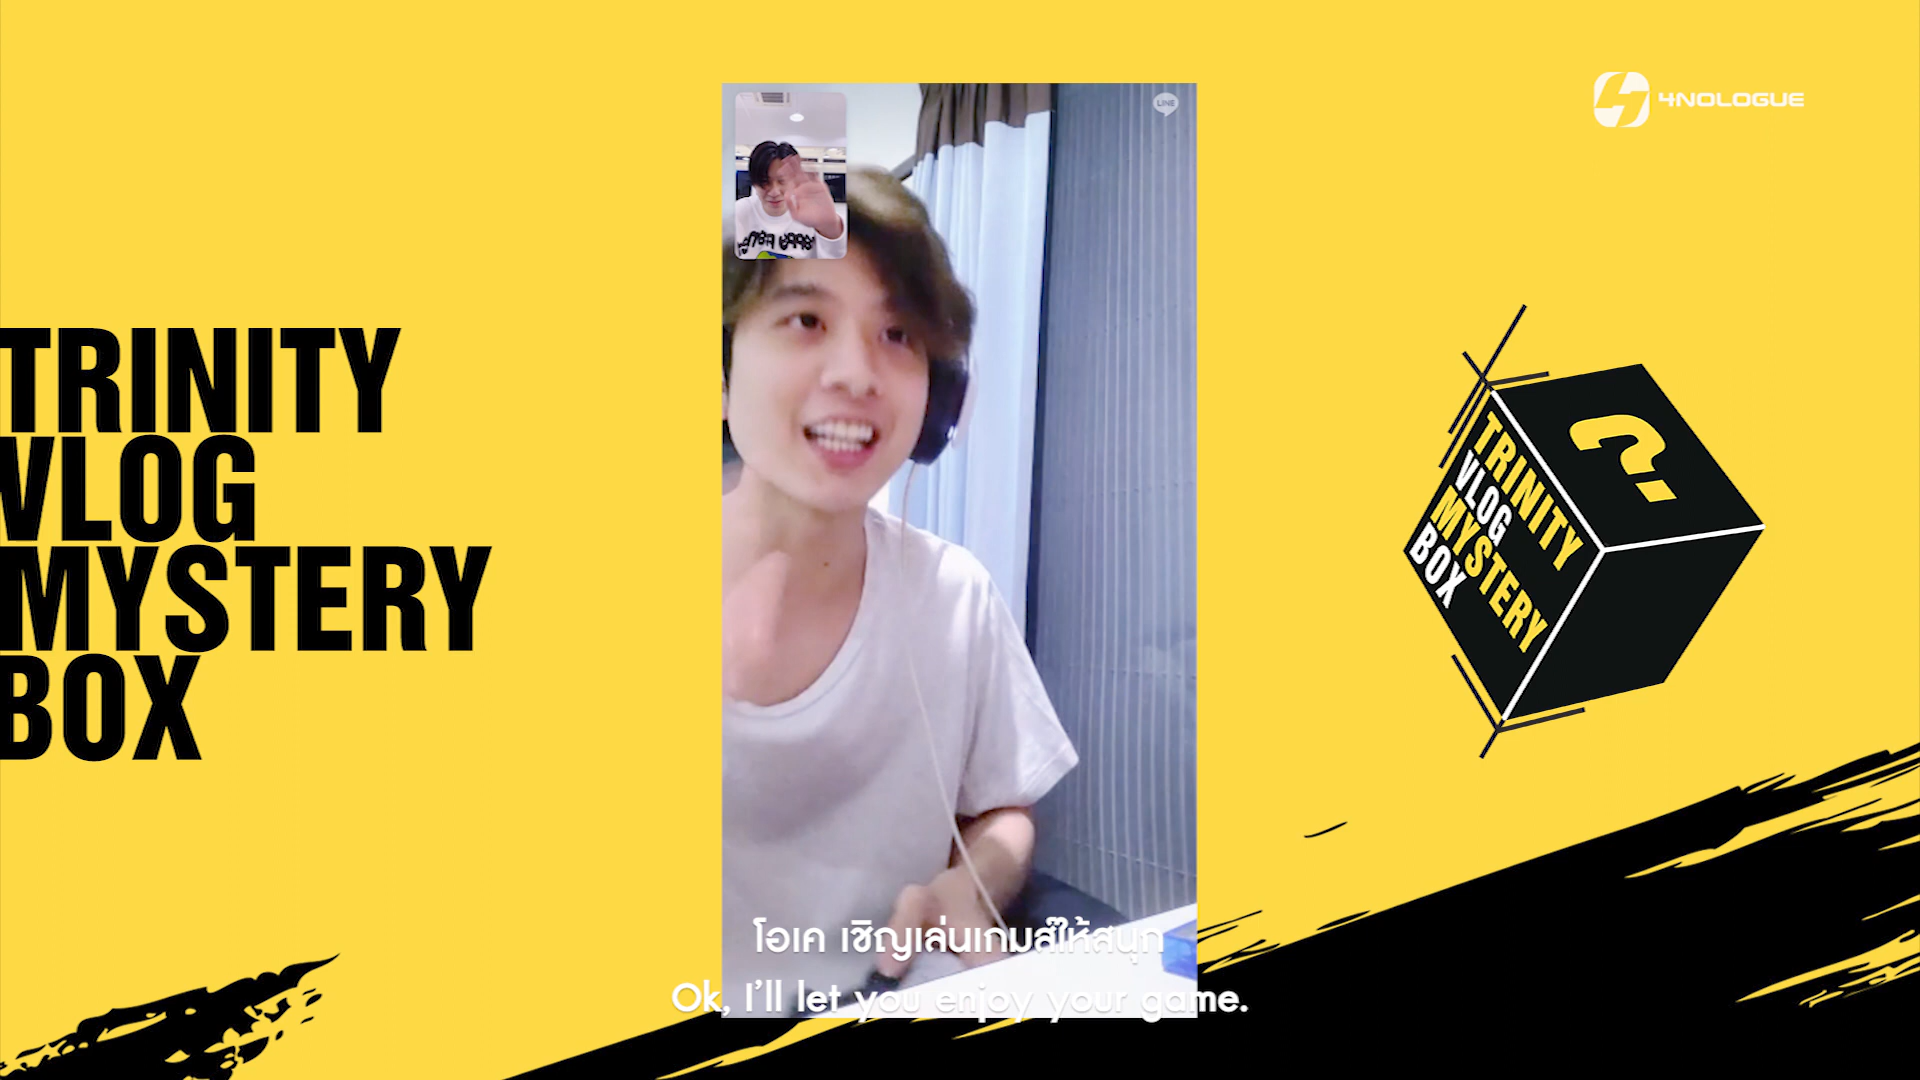 4NOLOGUE
LINE
TRINITY
VLOG
MYSTERY
BOX
?
TRINITY
VLOG
MYSTERY
BOX
โอเค เชิญเล่นเกมส์ให้สนุก
Ok, I'll let you enjoy your game.